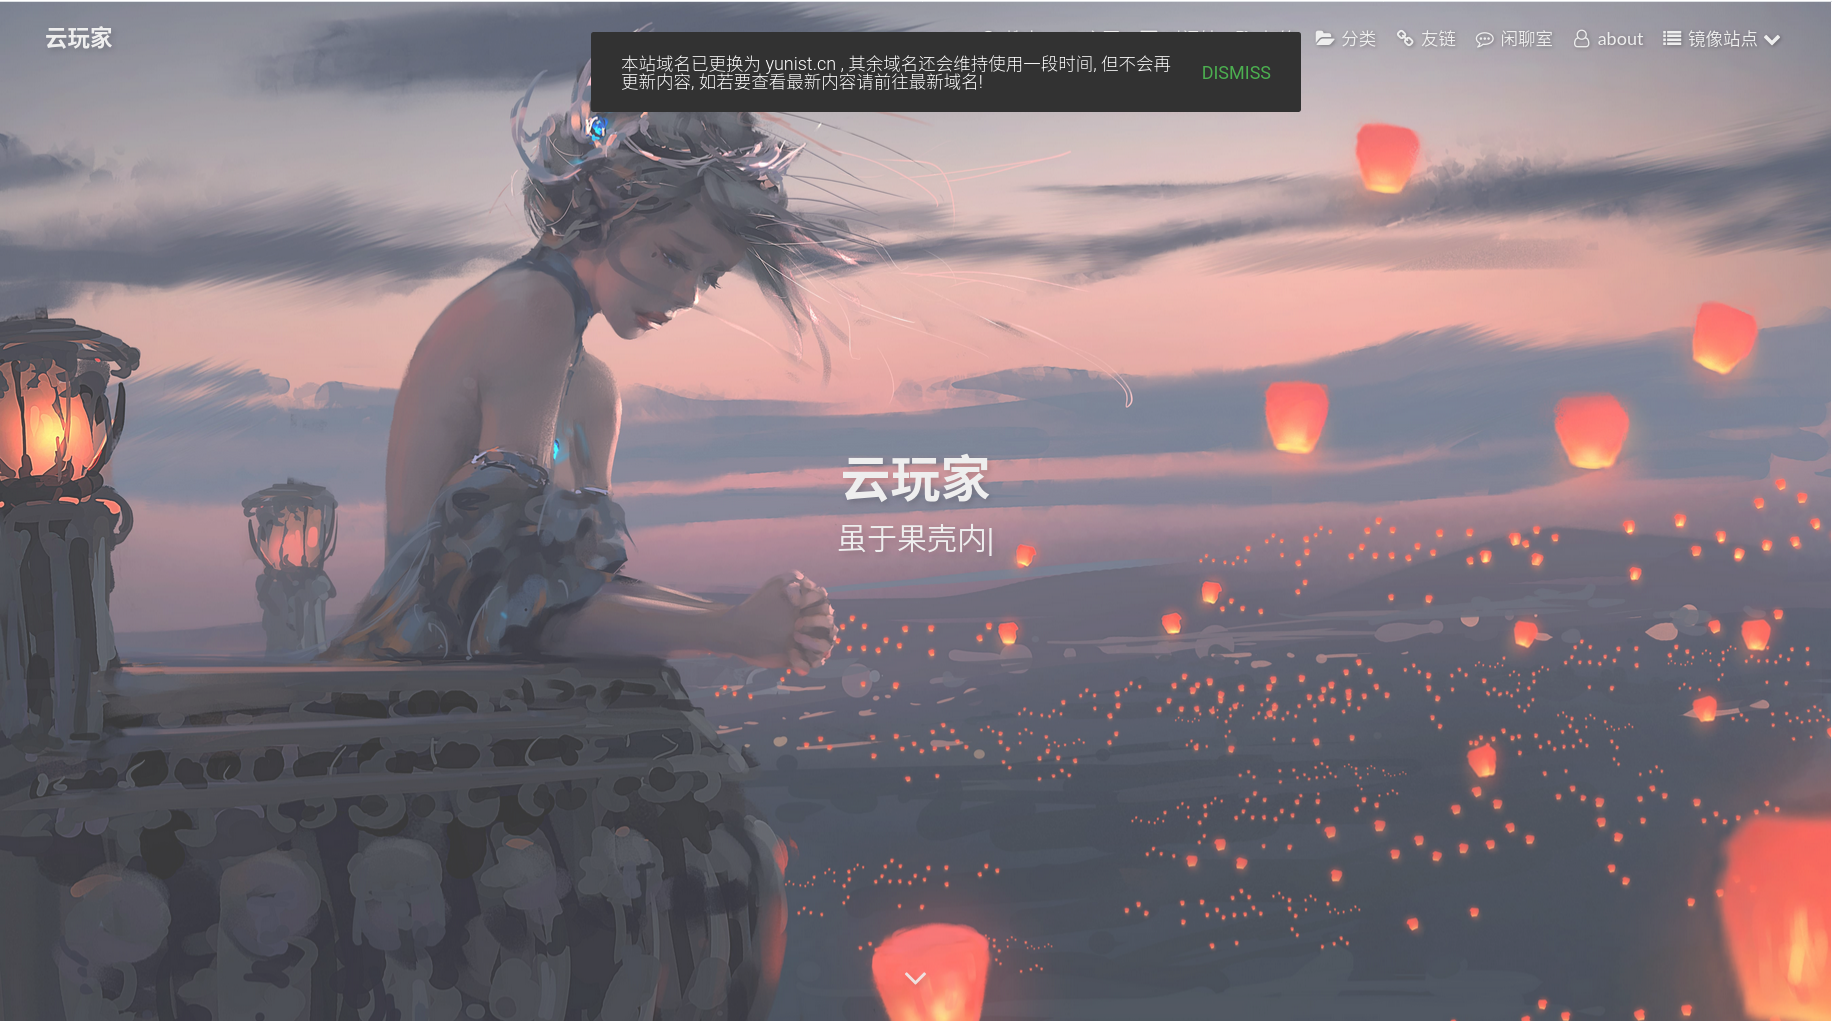 云玩家
分类
友链
闲聊室
about
镜像站点
本站域名已更换为 yunist.cn , 其余域名还会维持使用一段时间, 但不会再
更新内容, 如若要查看最新内容请前往最新域名!
DISMISS
云玩家
虽于果壳内|